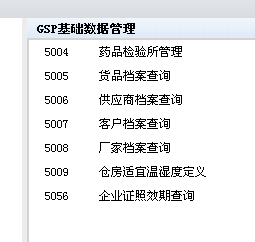 GSP基础数据管理
5004 药品检验所管理
5005 货品档案查询
5006 供应商档案查询
5007 客户档案查询
5008 厂家档案查询
5009 仓房适宜温湿度定义
5056 企业证照效期查询